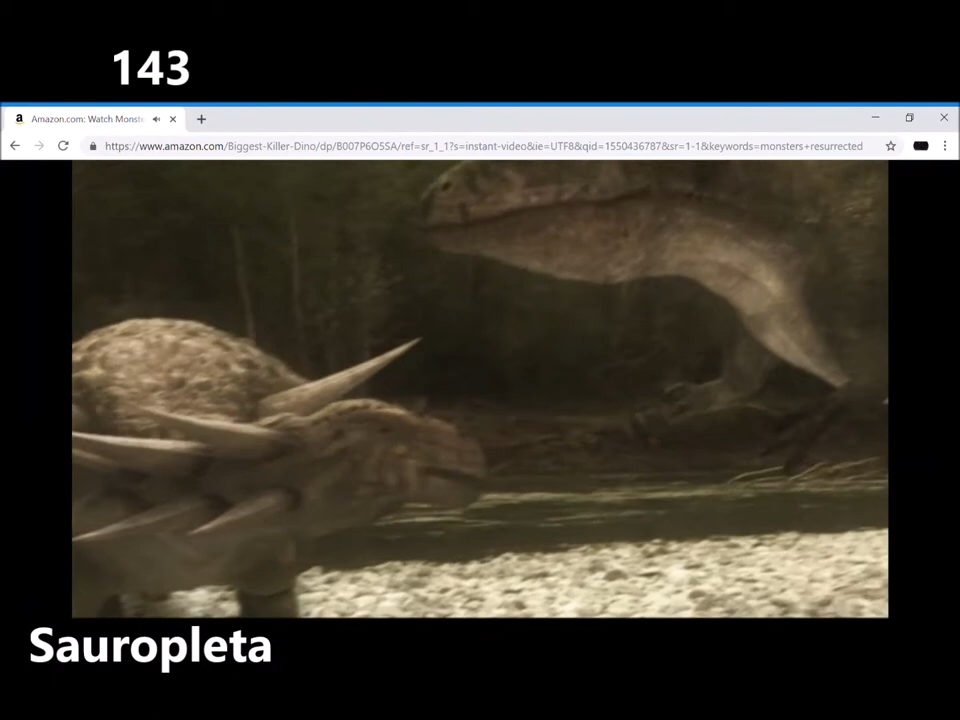 143
Amazon.com: Watch Monst
https://www.amazon.com/Biggest-Killer-Dino/dp/B007P6O5SA/ref=sr_1_1?s=instant-video&ie=UTF8&qid=1550436787&sr=1-1&keywords=monsters+resurrected
Sauropleta